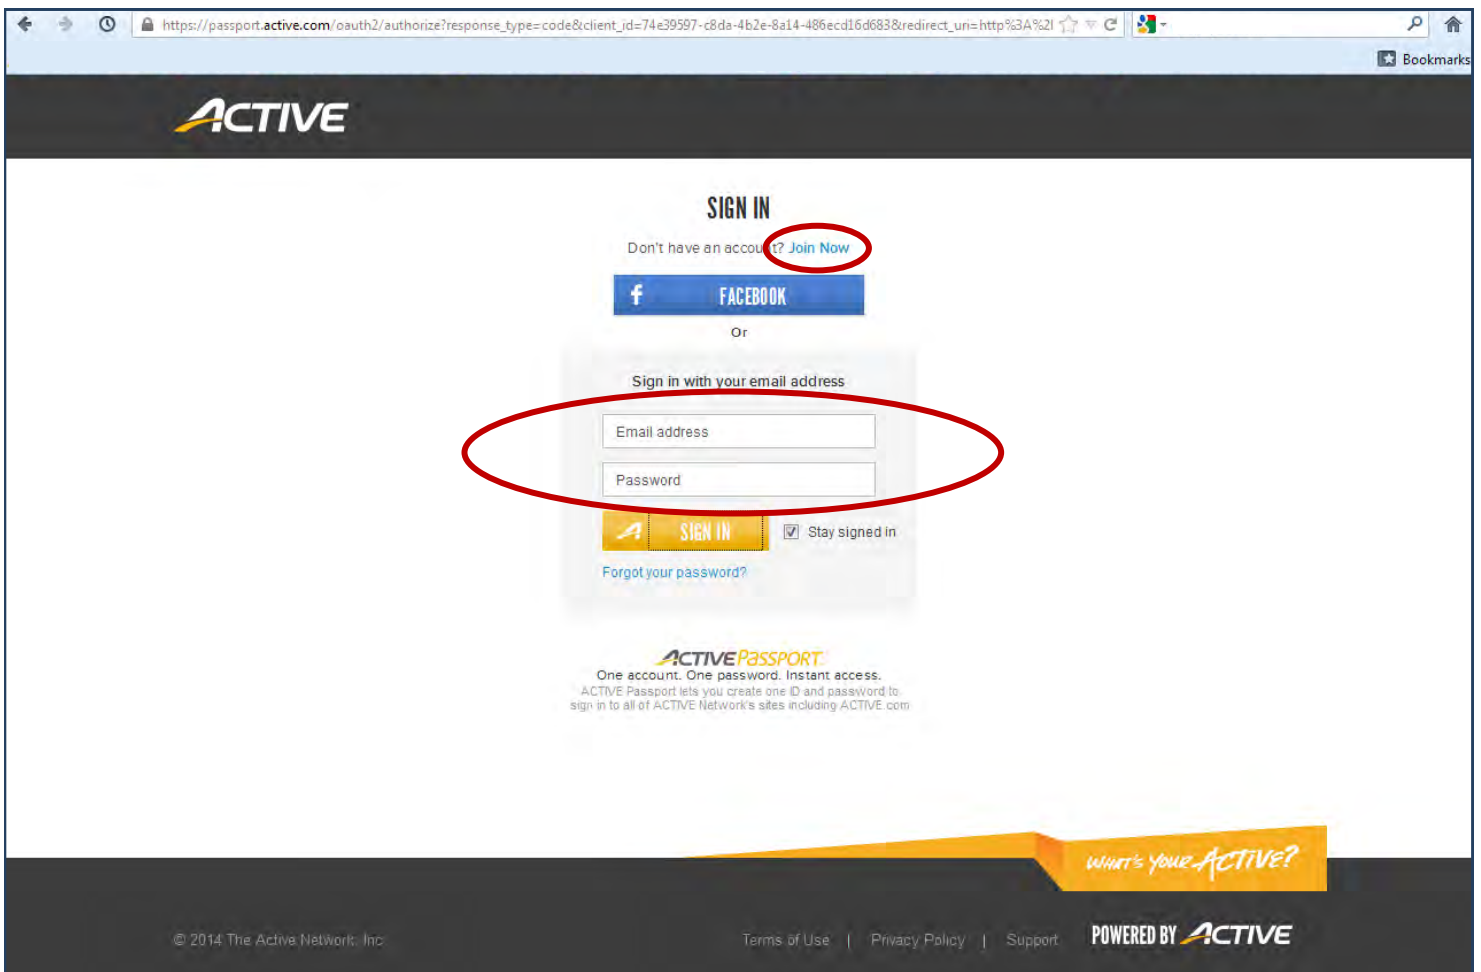 https://passport.active.com/oauth2/authorize?response_type=code&client_id=74e39597-c8da-4b2e-8a14-486ecd16d683&redirect_uri=http%3A%2
Bookmarks
ACTIVE
SIGN IN
Don't have an account? Join Now
f FACEBOOK
Or
Sign in with your email address
Email address
Password
SIGN IN Stay signed in
Forgot your password?
ACTIVE PASSPORT
One account. One password. Instant access.
ACTIVE Passport lets you create one ID and password to
sign in to all of ACTIVE Network's sites including ACTIVE.com
WHAT'S YOUR ACTIVE?
© 2014 The Active Network, Inc Terms of Use | Privacy Policy | Support POWERED BY ACTIVE